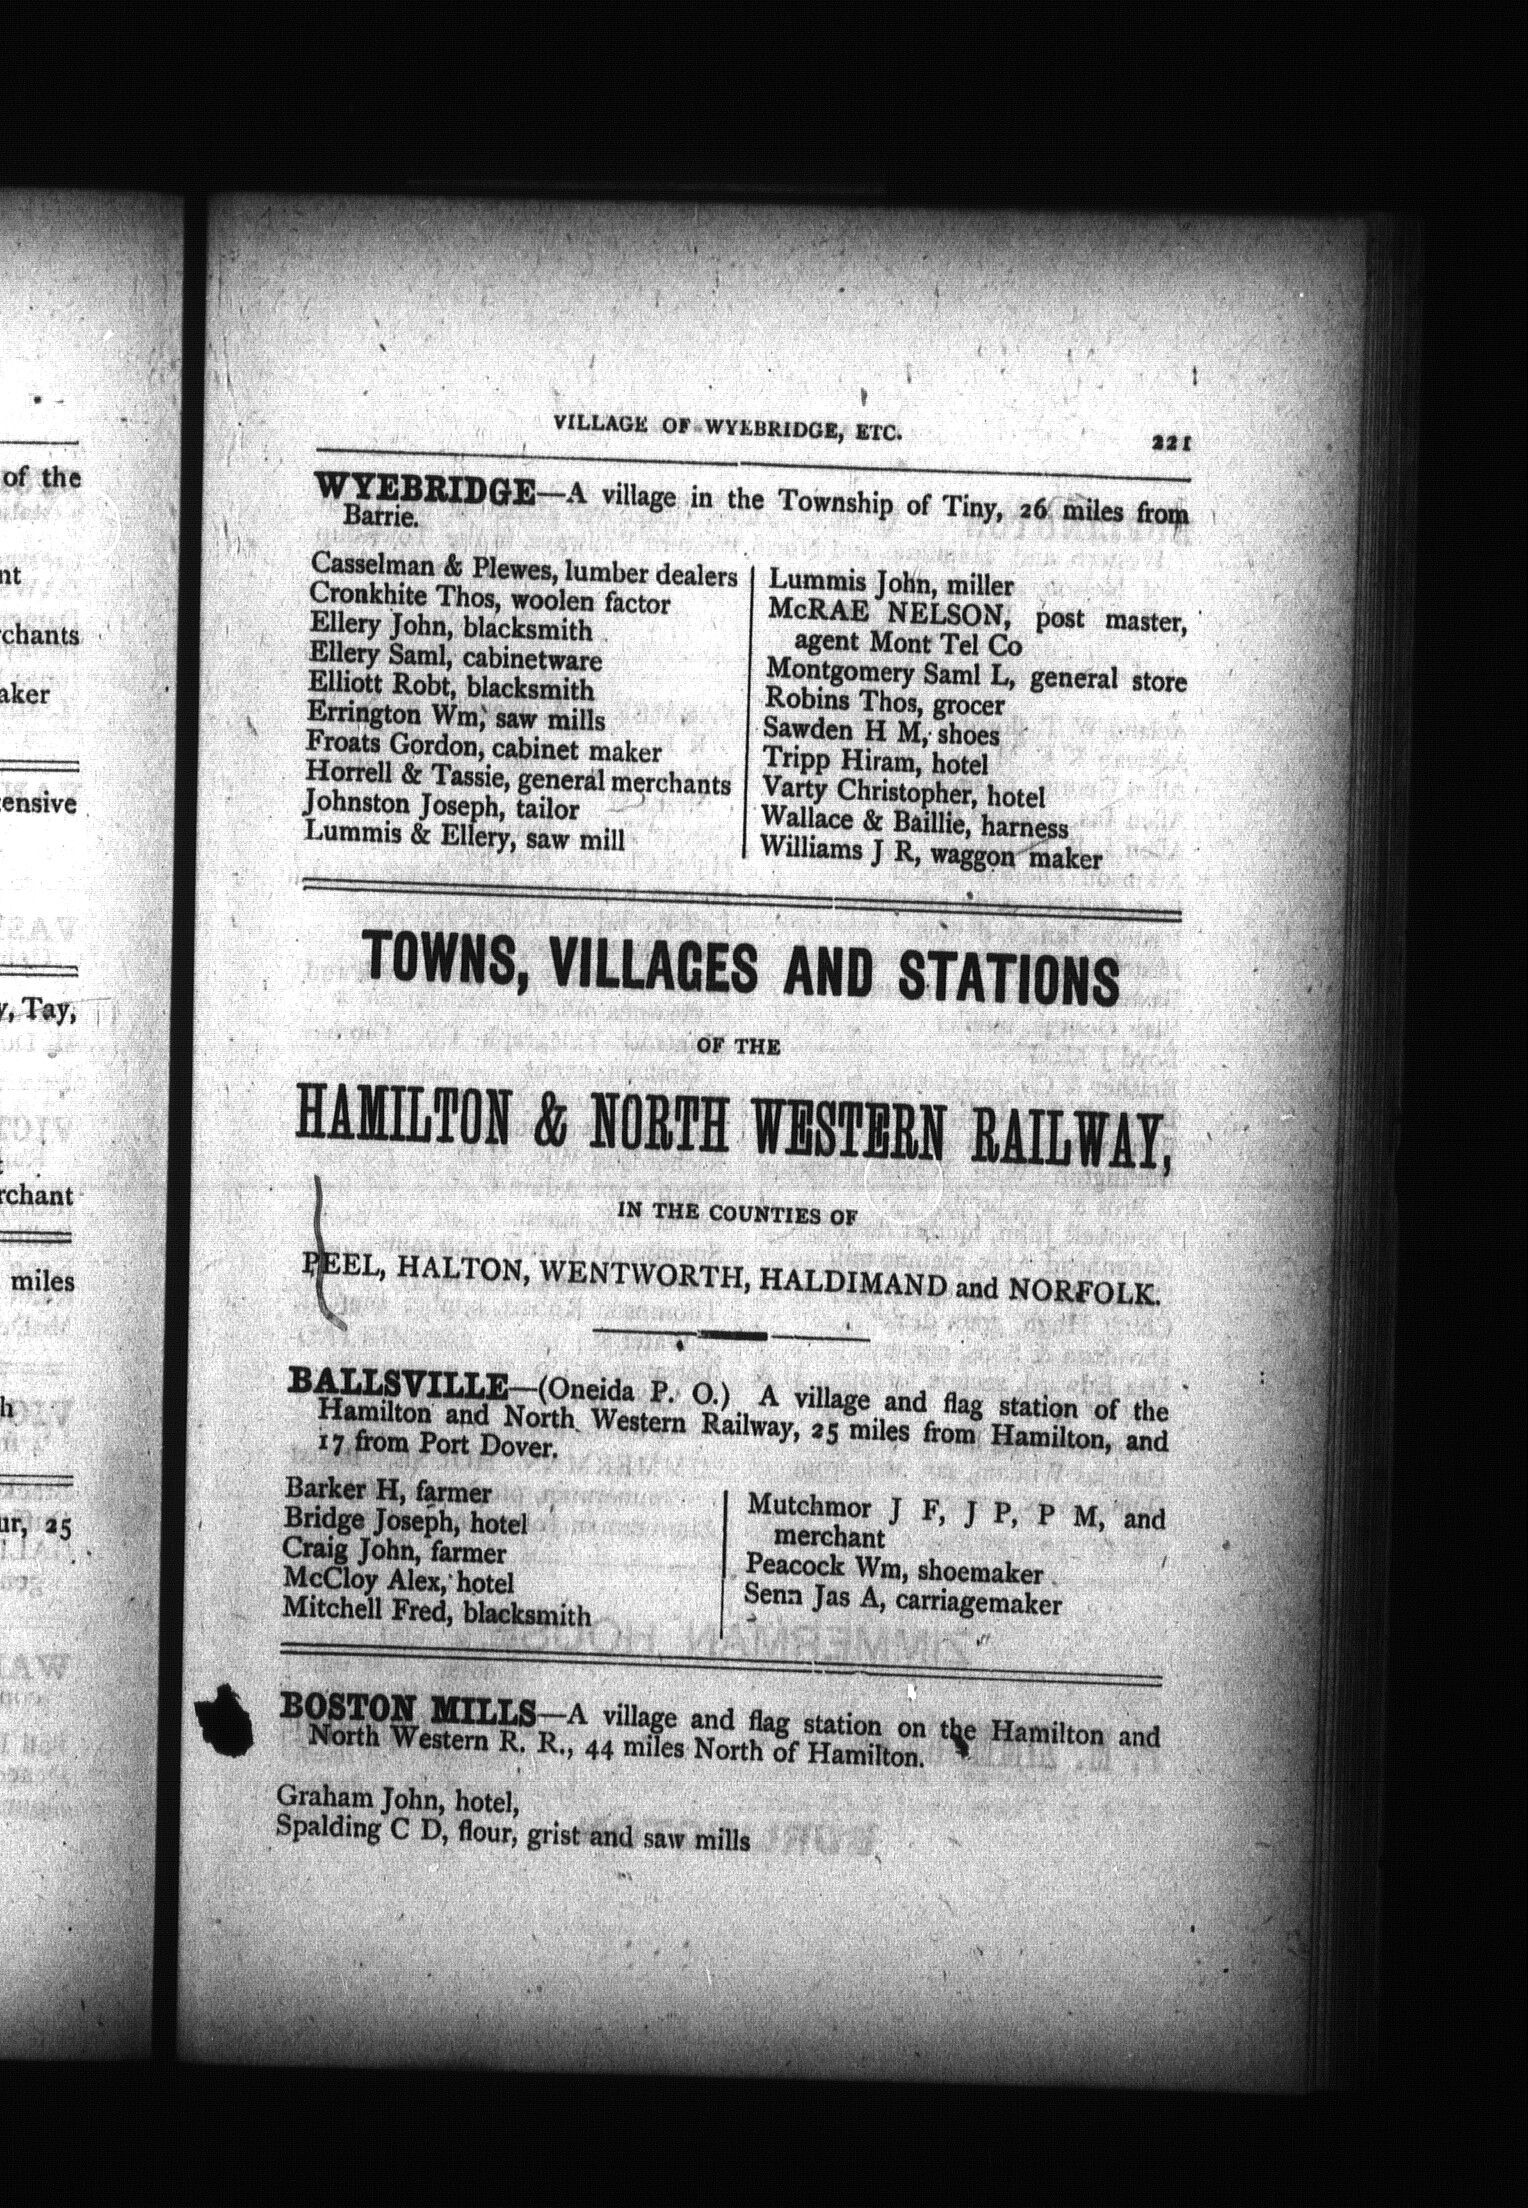 of the
chants
aker
ensive
Tay,
chant
miles
25
VILLAGE OF WYEBRIDGE, ETC.
221
WYEBRIDGE—A village in the Township of Tiny, 26 miles from
Barrie.
Casselman & Plewes, lumber dealers
Cronkhite Thos, woolen factor
Ellery John, blacksmith
Ellery Saml, cabinetware
Elliott Robt, blacksmith
Errington Wm, saw mills
Froats Gordon, cabinet maker
Horrell & Tassie, general merchants
Johnston Joseph, tailor
Lummis & Ellery, saw mill
Lummis John, miller
McRAE NELSON, post master,
agent Mont Tel Co
Montgomery Saml L, general store
Robins Thos, grocer
Sawden H M, shoes
Tripp Hiram, hotel
Varty Christopher, hotel
Wallace & Baillie, harness
Williams J R, waggon maker
TOWNS, VILLAGES AND STATIONS
OF THE
HAMILTON & NORTH WESTERN RAILWAY,
IN THE COUNTIES OF
PEEL, HALTON, WENTWORTH, HALDIMAND and NORFOLK.
BALLSVILLE—(Oneida P. O.) A village and flag station of the
Hamilton and North Western Railway, 25 miles from Hamilton, and
17 from Port Dover.
Barker H, farmer
Bridge Joseph, hotel
Craig John, farmer
McCloy Alex, hotel
Mitchell Fred, blacksmith
Mutchmor J F, J P, P M, and
merchant
Peacock Wm, shoemaker
Senn Jas A, carriagemaker
BOSTON MILLS—A village and flag station on the Hamilton and
North Western R. R., 44 miles North of Hamilton.
Graham John, hotel,
Spalding C D, flour, grist and saw mills